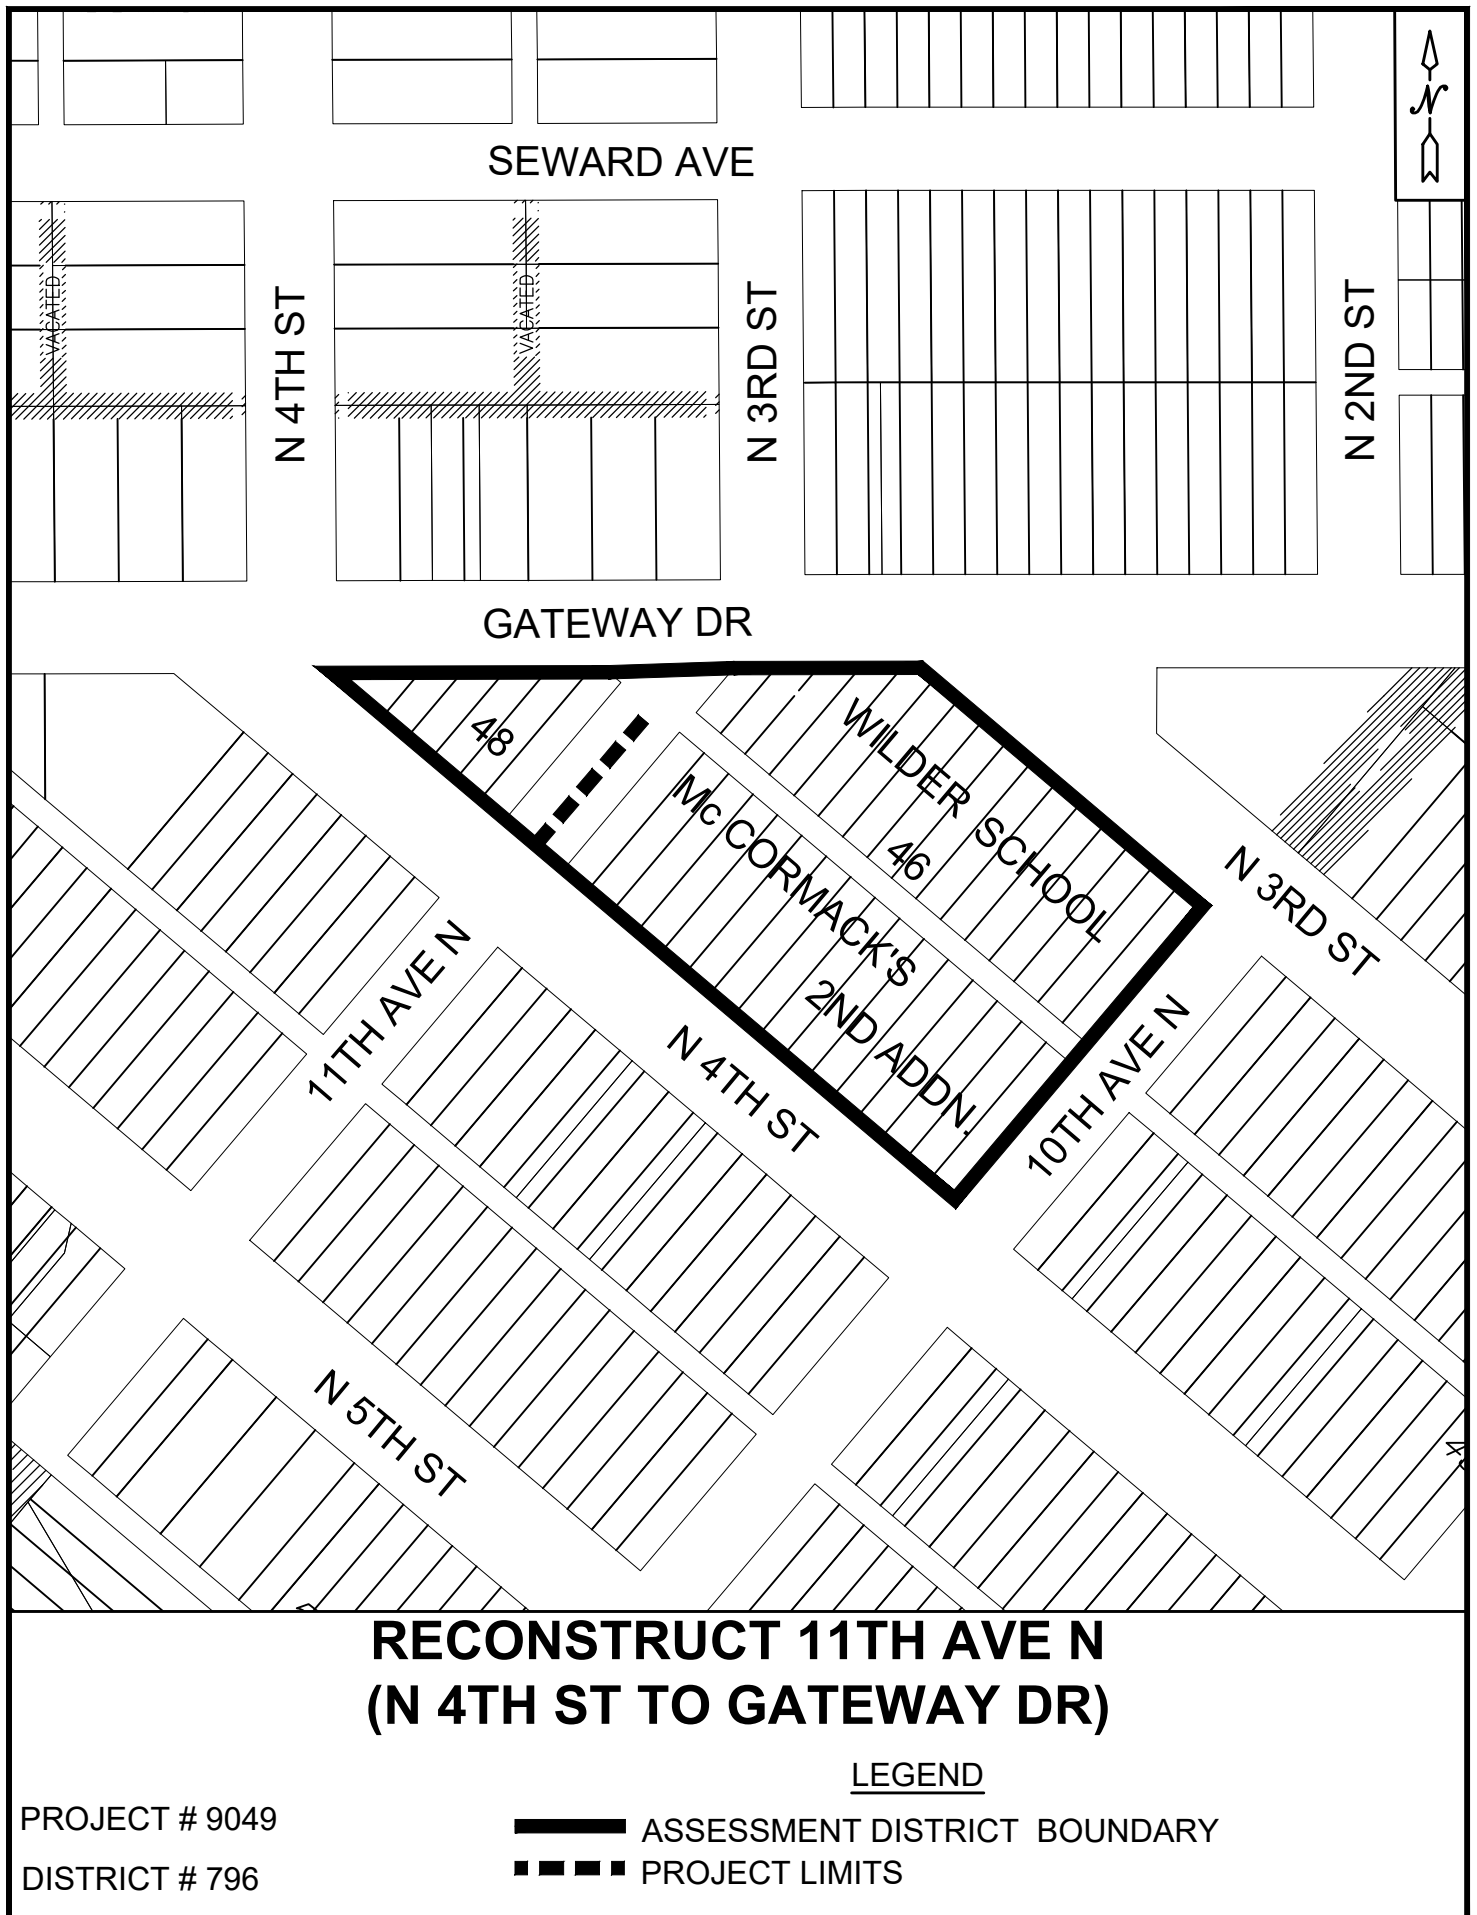 N
SEWARD AVE
VACATED
VACATED
N 4TH ST
N 3RD ST
N 2ND ST
GATEWAY DR
48
WILDER SCHOOL
46
Mc CORMACK'S
2ND ADDN.
N 3RD ST
11TH AVE N
N 4TH ST
10TH AVE N
N 5TH ST
RECONSTRUCT 11TH AVE N
(N 4TH ST TO GATEWAY DR)
LEGEND
PROJECT # 9049
ASSESSMENT DISTRICT BOUNDARY
PROJECT LIMITS
DISTRICT # 796